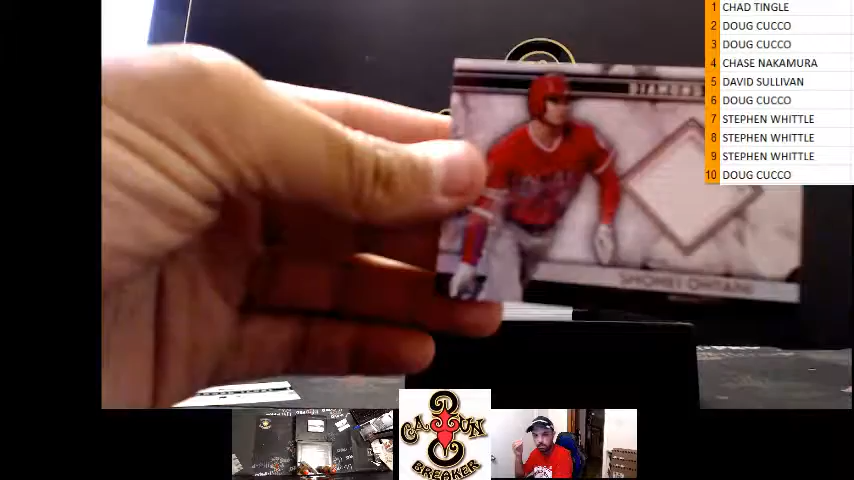 1 CHAD TINGLE
2 DOUG CUCCO
3 DOUG CUCCO
4 CHASE NAKAMURA
5 DAVID SULLIVAN
6 DOUG CUCCO
7 STEPHEN WHITTLE
8 STEPHEN WHITTLE
9 STEPHEN WHITTLE
10 DOUG CUCCO
DIAMOND
SHOHEI OHTANI
CAJUN
BREAKER